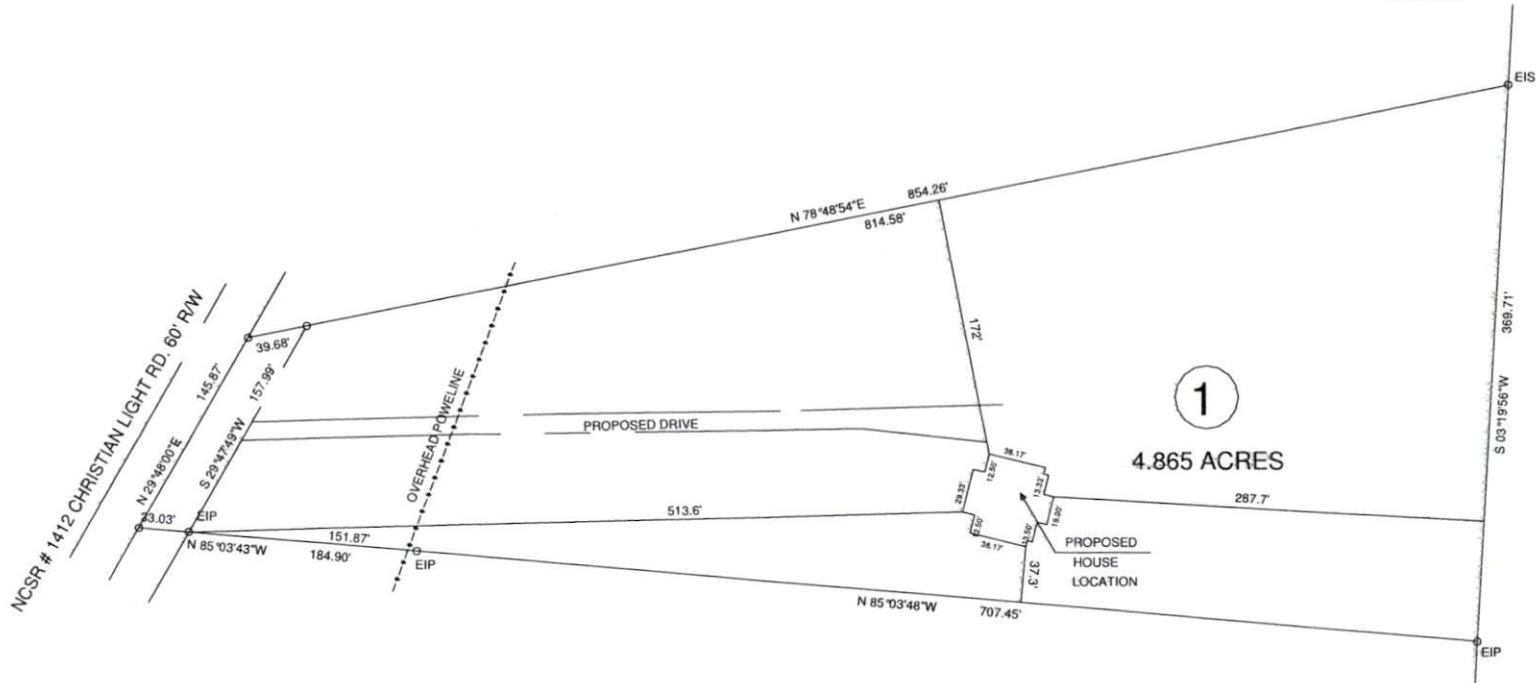 EIS
854.26'
N 78°48'54"E
814.58'
NCSR # 1412 CHRISTIAN LIGHT RD. 60' R/W
39.68'
145.87'
157.99'
N 29°48'00"E
S 29°47'49"W
OVERHEAD POWELINE
PROPOSED DRIVE
172'
369.71'
S 03°19'56"W
1
4.865 ACRES
38.17'
12.50'
13.33'
29.33'
19.00'
287.7'
513.6'
38.17'
37.3'
PROPOSED
HOUSE
LOCATION
33.03'
EIP
N 85°03'43"W
151.87'
184.90'
EIP
N 85°03'48"W
707.45'
EIP